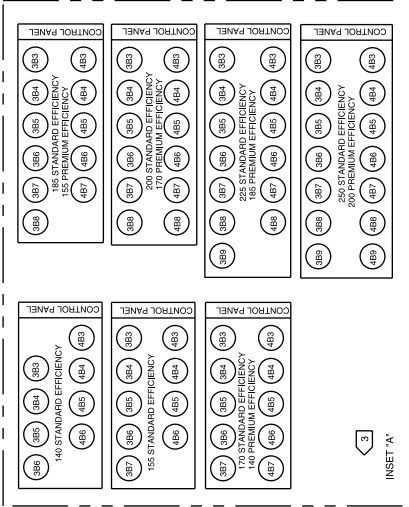 3B6 3B5 3B4 3B3
140 STANDARD EFFICIENCY
4B6 4B5 4B4 4B3
CONTROL PANEL
3B8 3B7 3B6 3B5 3B4 3B3
185 STANDARD EFFICIENCY
155 PREMIUM EFFICIENCY
4B7 4B6 4B5 4B4 4B3
CONTROL PANEL
3B7 3B6 3B5 3B4 3B3
155 STANDARD EFFICIENCY
4B6 4B5 4B4 4B3
CONTROL PANEL
3B8 3B7 3B6 3B5 3B4 3B3
200 STANDARD EFFICIENCY
170 PREMIUM EFFICIENCY
4B8 4B7 4B6 4B5 4B4 4B3
CONTROL PANEL
3B7 3B6 3B5 3B4 3B3
170 STANDARD EFFICIENCY
140 PREMIUM EFFICIENCY
4B7 4B6 4B5 4B4 4B3
CONTROL PANEL
3B9 3B8 3B7 3B6 3B5 3B4 3B3
225 STANDARD EFFICIENCY
185 PREMIUM EFFICIENCY
4B8 4B7 4B6 4B5 4B4 4B3
CONTROL PANEL
3B9 3B8 3B7 3B6 3B5 3B4 3B3
250 STANDARD EFFICIENCY
200 PREMIUM EFFICIENCY
4B9 4B8 4B7 4B6 4B5 4B4 4B3
CONTROL PANEL
3
INSET "A"